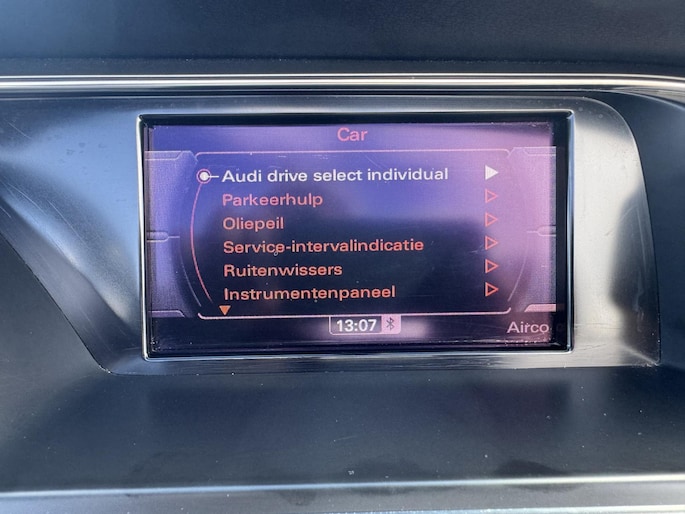 Car
Audi drive select individual
Parkeerhulp
Oliepeil
Service-intervalindicatie
Ruitenwissers
Instrumentenpaneel
13:07
Airco